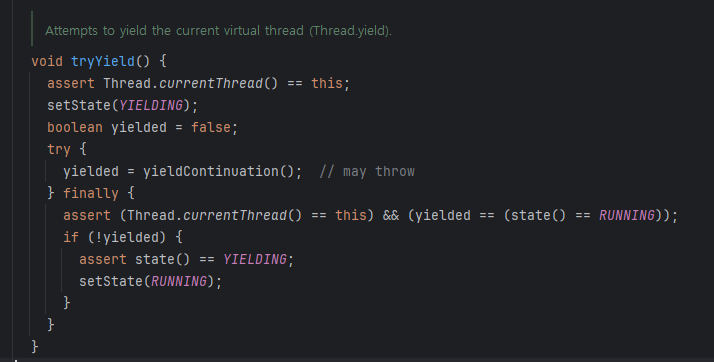 Attempts to yield the current virtual thread (Thread.yield).
void tryYield() {
  assert Thread.currentThread() == this;
  setState(YIELDING);
  boolean yielded = false;
  try {
    yielded = yieldContinuation();  // may throw
  } finally {
    assert (Thread.currentThread() == this) && (yielded == (state() == RUNNING));
    if (!yielded) {
      assert state() == YIELDING;
      setState(RUNNING);
    }
  }
}